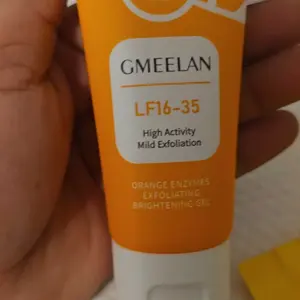 GMEELAN
LF16-35
High Activity
Mild Exfoliation
ORANGE ENZYMES
EXFOLIATING
BRIGHTENING GEL